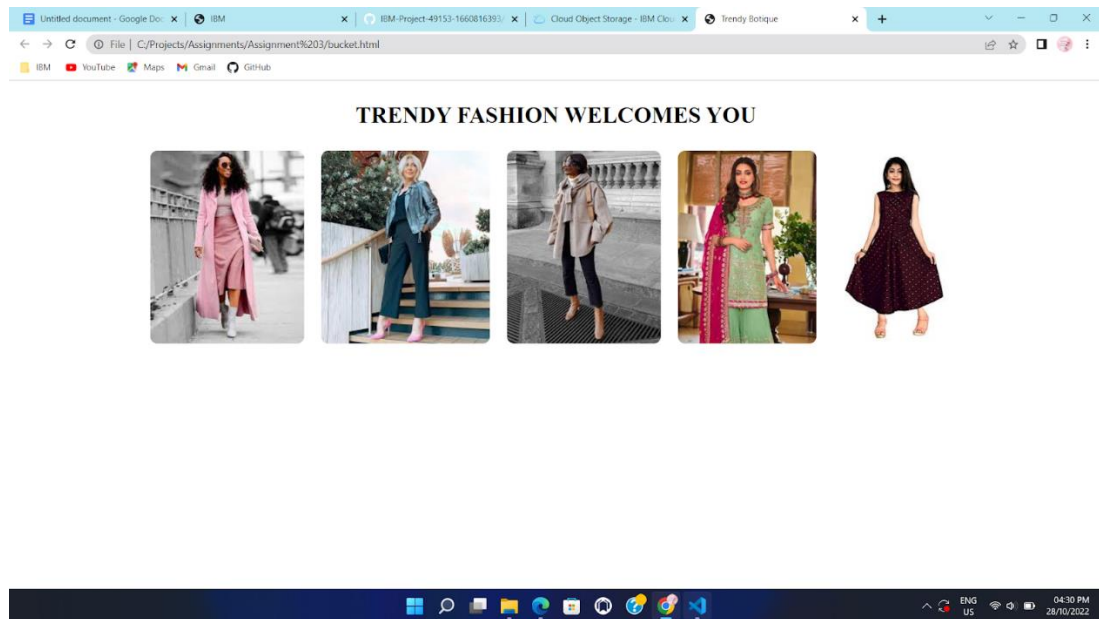 Untitled document - Google Doc
IBM
IBM-Project-49153-1660816393/
Cloud Object Storage - IBM Clou
Trendy Botique
File | C:/Projects/Assignments/Assignment%203/bucket.html
IBM YouTube Maps Gmail GitHub
TRENDY FASHION WELCOMES YOU
ENG
US
04:30 PM
28/10/2022